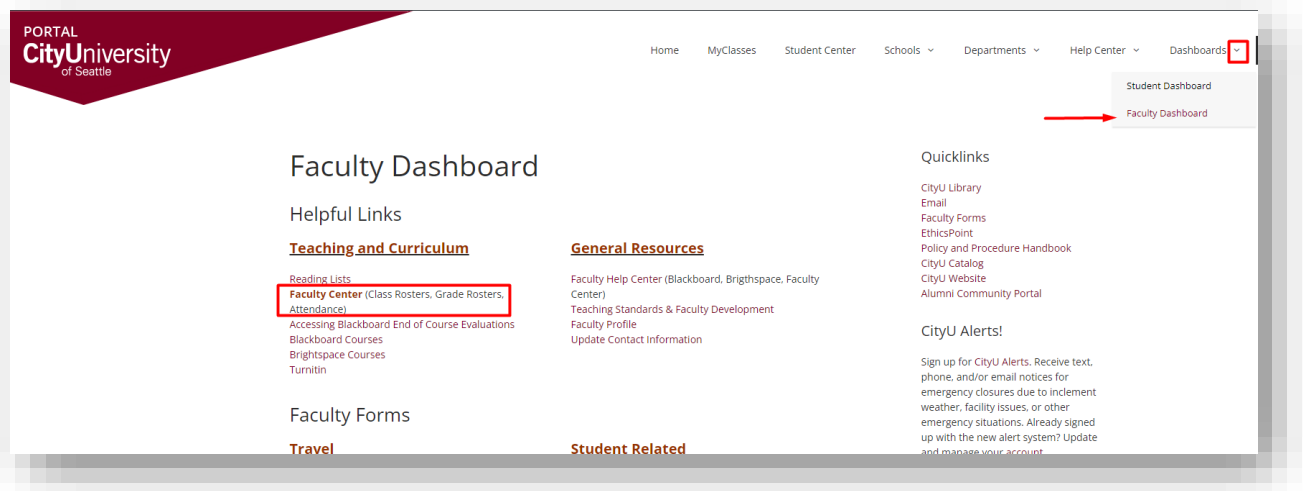 PORTAL
CityUniversity
of Seattle
Home MyClasses Student Center Schools Departments Help Center Dashboards
Student Dashboard
Faculty Dashboard
Faculty Dashboard
Helpful Links
Teaching and Curriculum
Reading Lists
Faculty Center (Class Rosters, Grade Rosters,
Attendance)
Accessing Blackboard End of Course Evaluations
Blackboard Courses
Brightspace Courses
Turnitin
General Resources
Faculty Help Center (Blackboard, Brigthspace, Faculty
Center)
Teaching Standards & Faculty Development
Faculty Profile
Update Contact Information
Faculty Forms
Travel
Student Related
Quicklinks
CityU Library
Email
Faculty Forms
EthicsPoint
Policy and Procedure Handbook
CityU Catalog
CityU Website
Alumni Community Portal
CityU Alerts!
Sign up for CityU Alerts. Receive text,
phone, and/or email notices for
emergency closures due to inclement
weather, facility issues, or other
emergency situations. Already signed
up with the new alert system? Update
and manage your account